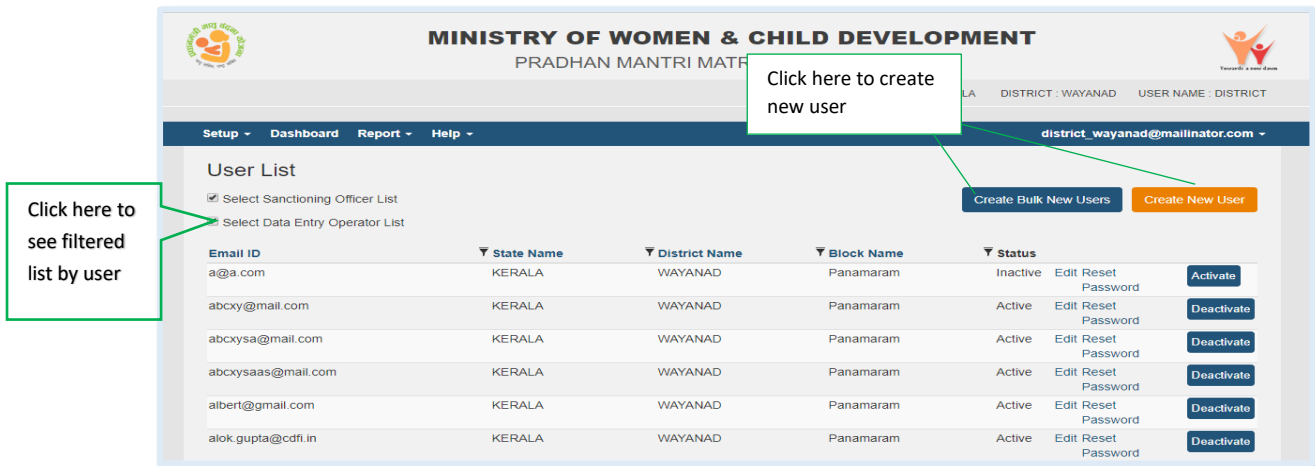 MINISTRY OF WOMEN & CHILD DEVELOPMENT
PRADHAN MANTRI MATR
Towards a new dawn
Click here to create
new user
LA DISTRICT : WAYANAD USER NAME : DISTRICT
Setup Dashboard Report Help district_wayanad@mailinator.com
User List
Select Sanctioning Officer List
Select Data Entry Operator List
Create Bulk New Users Create New User
Click here to
see filtered
list by user
Email ID State Name District Name Block Name Status
a@a.com KERALA WAYANAD Panamaram Inactive Edit Reset Password Activate
abcxy@mail.com KERALA WAYANAD Panamaram Active Edit Reset Password Deactivate
abcxysa@mail.com KERALA WAYANAD Panamaram Active Edit Reset Password Deactivate
abcxysaas@mail.com KERALA WAYANAD Panamaram Active Edit Reset Password Deactivate
albert@gmail.com KERALA WAYANAD Panamaram Active Edit Reset Password Deactivate
alok.gupta@cdfi.in KERALA WAYANAD Panamaram Active Edit Reset Password Deactivate